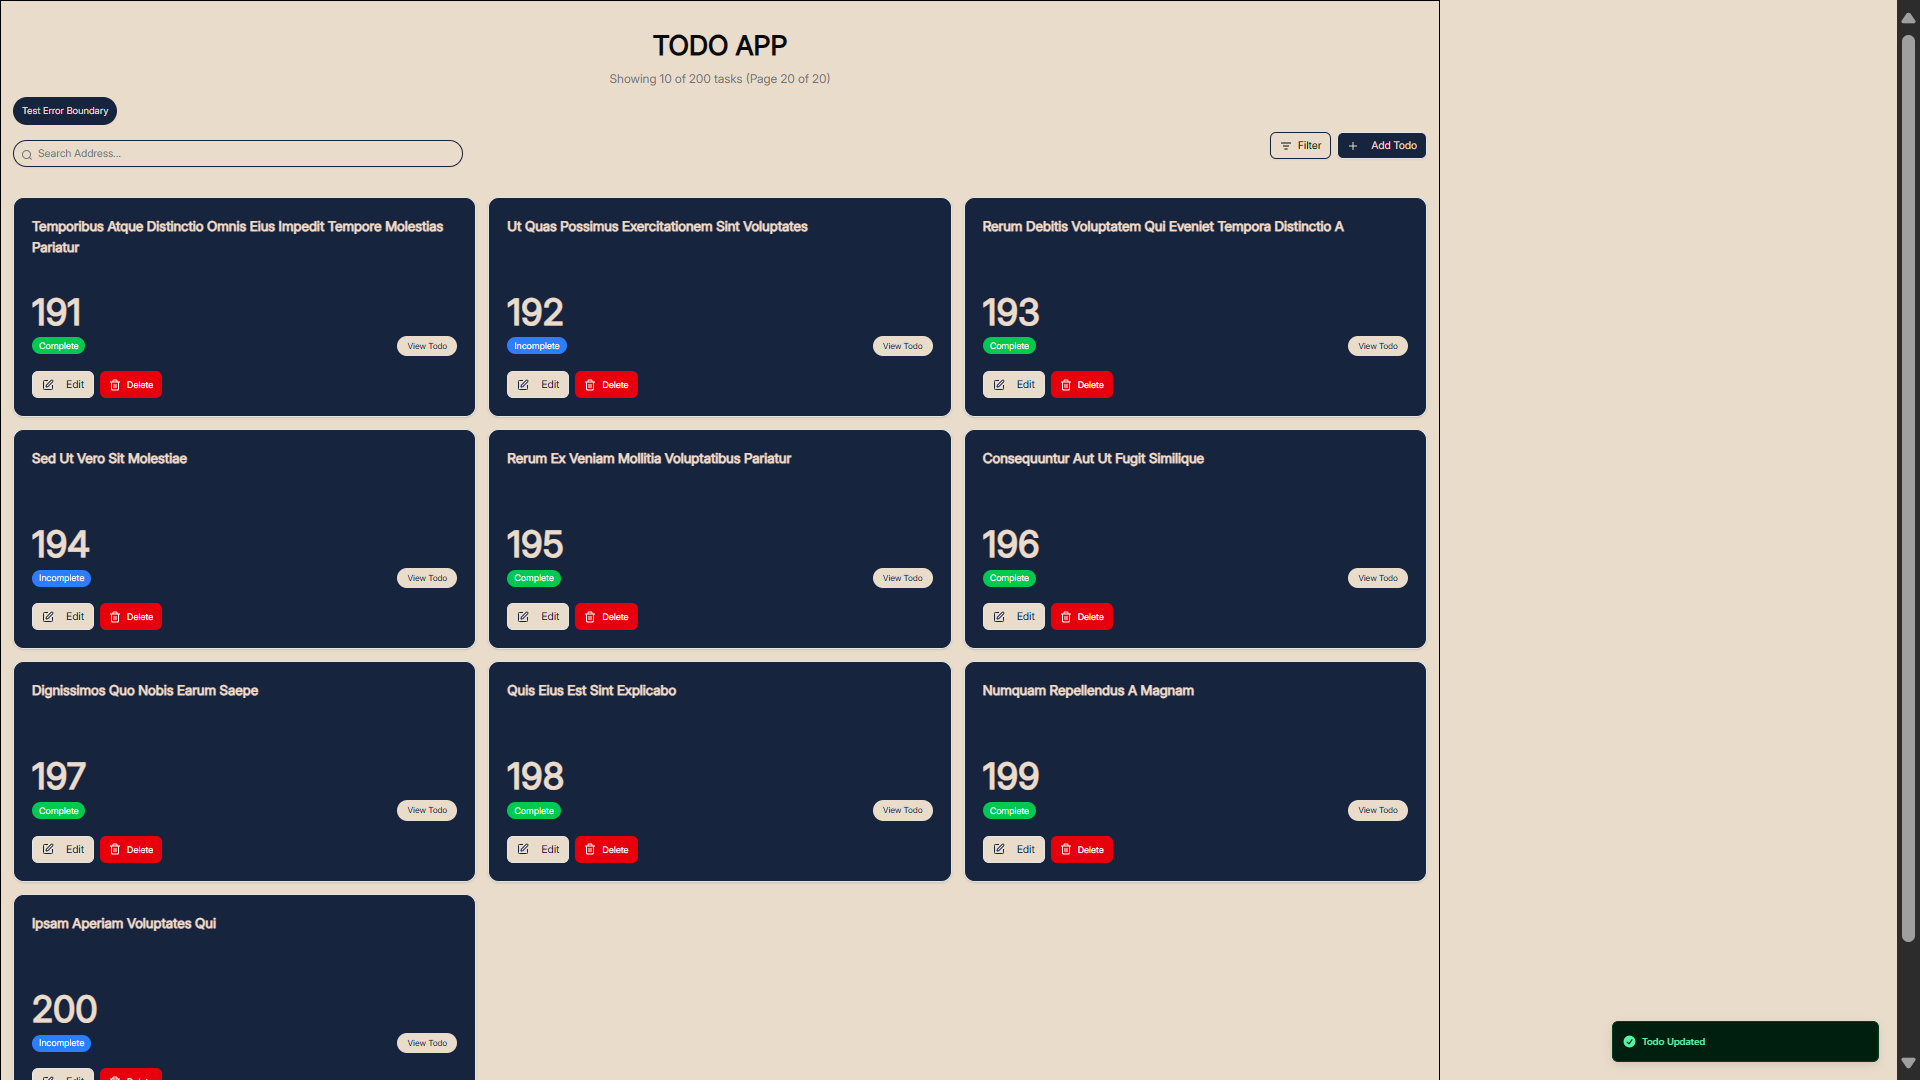 TODO APP
Showing 10 of 200 tasks (Page 20 of 20)
Test Error Boundary
Search Address...
Filter
Add Todo
Temporibus Atque Distinctio Omnis Eius Impedit Tempore Molestias
Pariatur
191
Complete
View Todo
Edit
Delete
Ut Quas Possimus Exercitationem Sint Voluptates
192
Incomplete
View Todo
Edit
Delete
Rerum Debitis Voluptatem Qui Eveniet Tempora Distinctio A
193
Complete
View Todo
Edit
Delete
Sed Ut Vero Sit Molestiae
194
Incomplete
View Todo
Edit
Delete
Rerum Ex Veniam Mollitia Voluptatibus Pariatur
195
Complete
View Todo
Edit
Delete
Consequuntur Aut Ut Fugit Similique
196
Complete
View Todo
Edit
Delete
Dignissimos Quo Nobis Earum Saepe
197
Complete
View Todo
Edit
Delete
Quis Eius Est Sint Explicabo
198
Complete
View Todo
Edit
Delete
Numquam Repellendus A Magnam
199
Complete
View Todo
Edit
Delete
Ipsam Aperiam Voluptates Qui
200
Incomplete
View Todo
Edit
Delete
Todo Updated